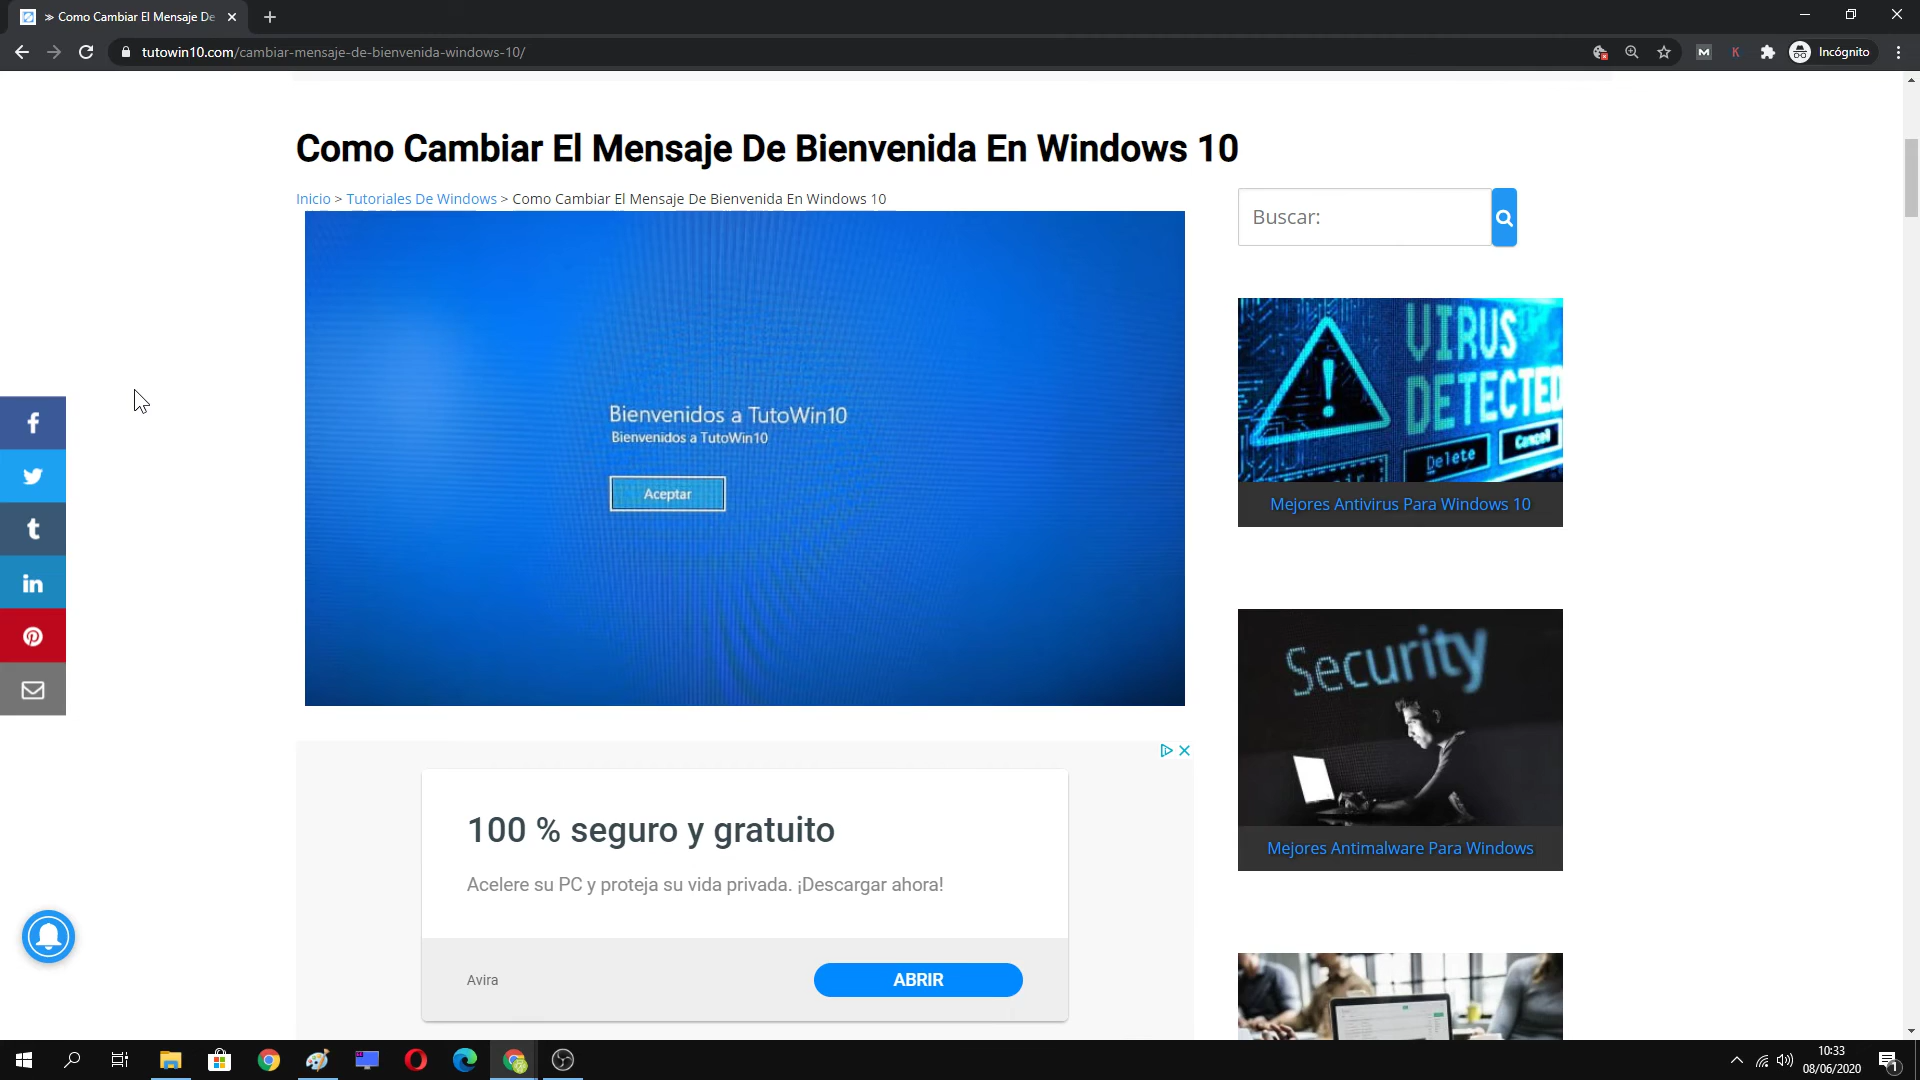 ≫ Como Cambiar El Mensaje De
tutowin10.com/cambiar-mensaje-de-bienvenida-windows-10/
M
K
Incógnito
Como Cambiar El Mensaje De Bienvenida En Windows 10
Inicio > Tutoriales De Windows > Como Cambiar El Mensaje De Bienvenida En Windows 10
Buscar:
Bienvenidos a TutoWin10
Bienvenidos a TutoWin10
Aceptar
VIRUS
DETECTED
Delete
Cancel
Mejores Antivirus Para Windows 10
Security
Mejores Antimalware Para Windows
100 % seguro y gratuito
Acelere su PC y proteja su vida privada. ¡Descargar ahora!
Avira
ABRIR
10:33
08/06/2020
1